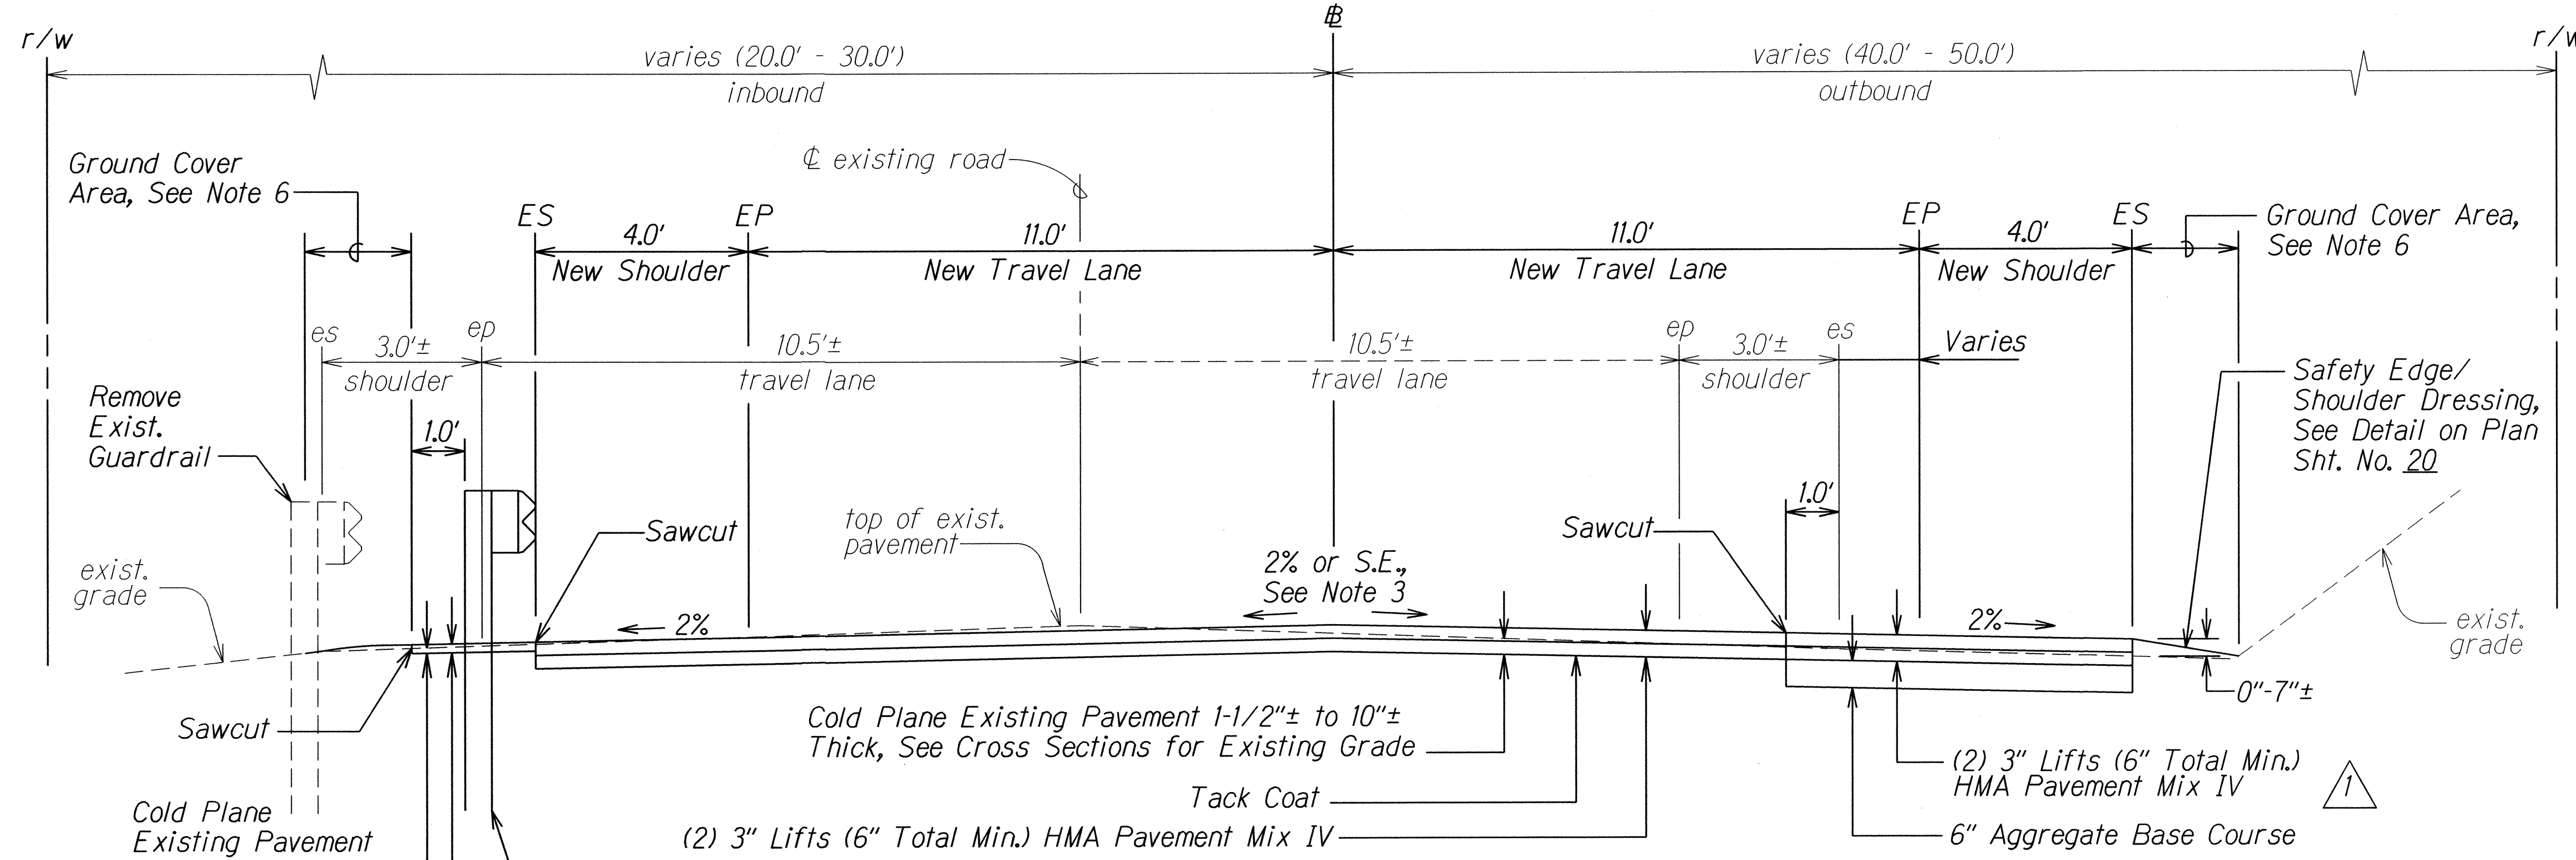 r/w
℄
r/w
varies (20.0' - 30.0')
inbound
varies (40.0' - 50.0')
outbound
Ground Cover
Area, See Note 6
℄ existing road
ES
4.0'
New Shoulder
EP
11.0'
New Travel Lane
11.0'
New Travel Lane
EP
4.0'
New Shoulder
ES
Ground Cover Area,
See Note 6
es
3.0'±
shoulder
ep
10.5'±
travel lane
10.5'±
travel lane
ep
3.0'±
shoulder
es
Varies
Remove
Exist.
Guardrail
1.0'
Safety Edge/
Shoulder Dressing,
See Detail on Plan
Sht. No. 20
exist.
grade
Sawcut
top of exist.
pavement
2% or S.E.,
See Note 3
Sawcut
1.0'
2%
2%
exist.
grade
Sawcut
0"-7"±
Cold Plane Existing Pavement 1-1/2"± to 10"±
Thick, See Cross Sections for Existing Grade
Tack Coat
(2) 3" Lifts (6" Total Min.) HMA Pavement Mix IV
(2) 3" Lifts (6" Total Min.)
HMA Pavement Mix IV
1
6" Aggregate Base Course
Cold Plane
Existing Pavement